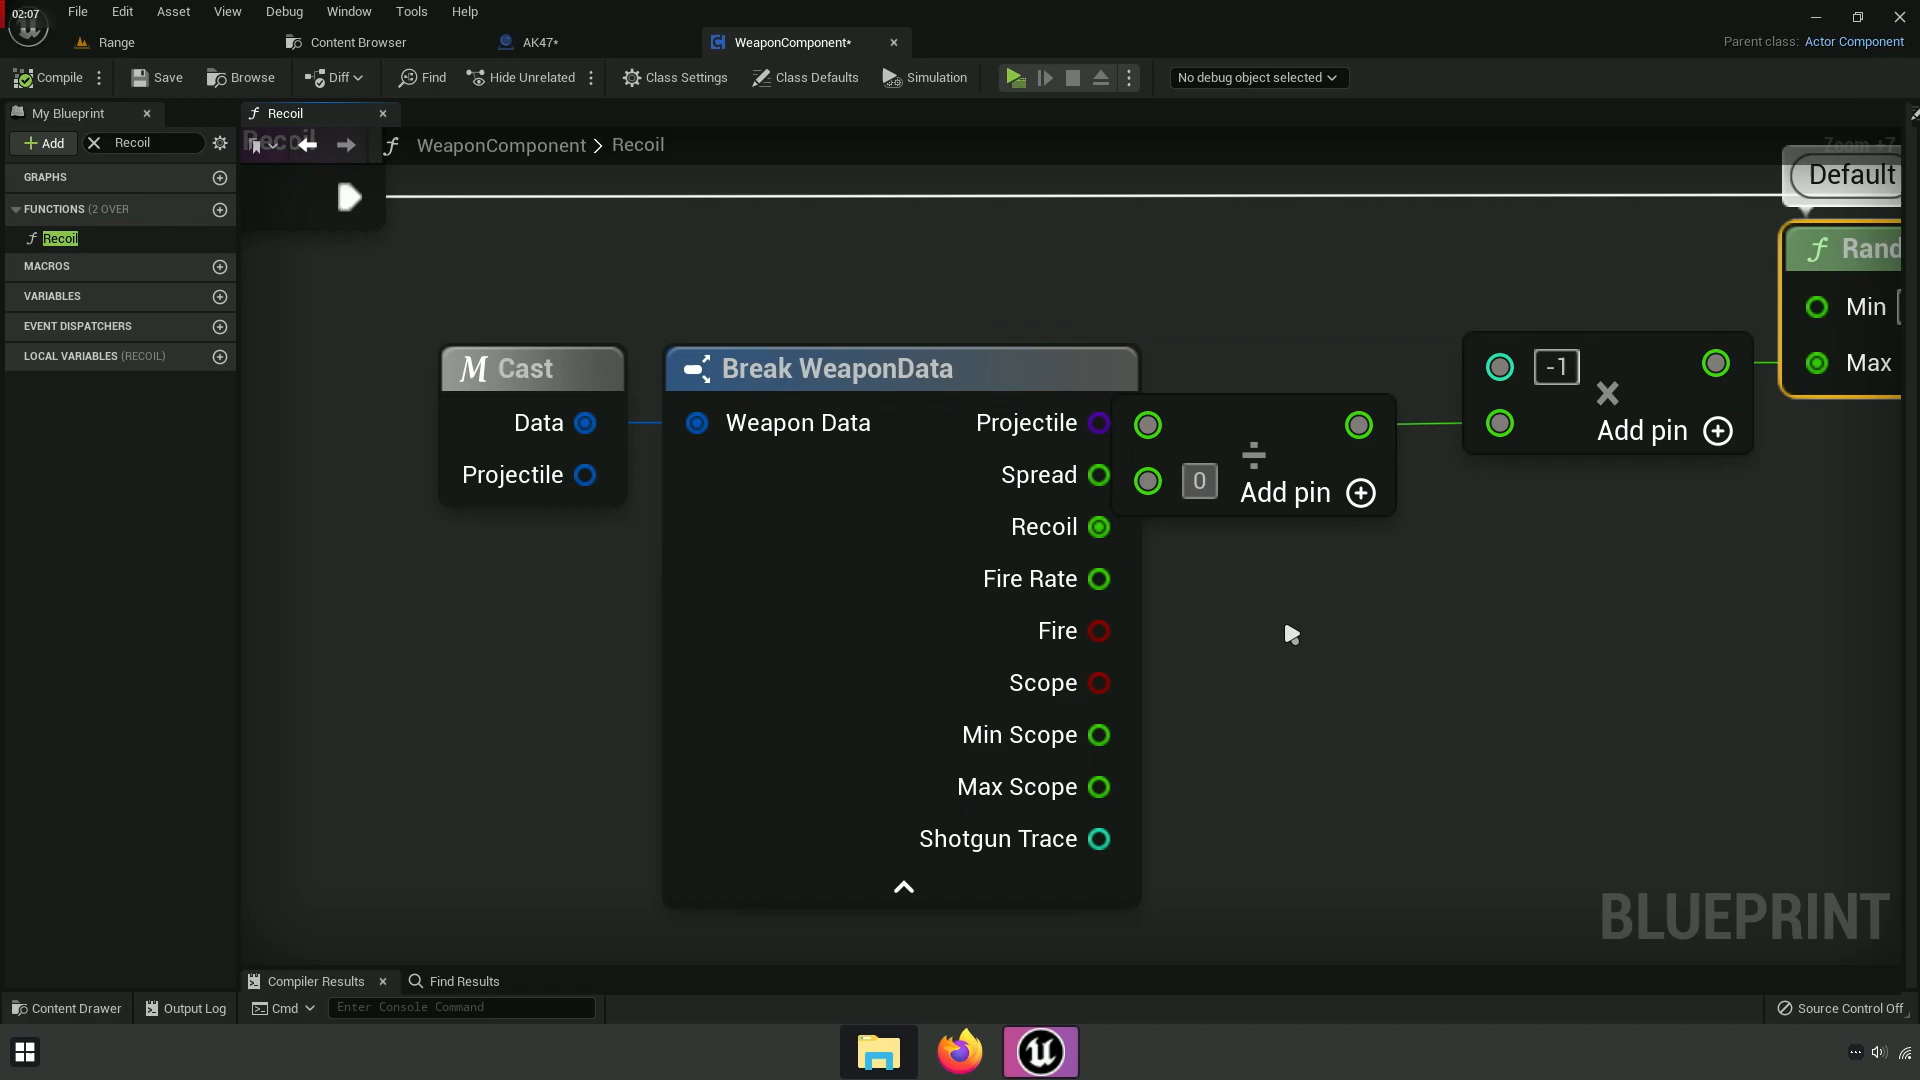 02:07
File Edit Asset View Debug Window Tools Help
Range Content Browser AK47* WeaponComponent*
Parent class: Actor Component
Compile Save Browse Diff Find Hide Unrelated Class Settings Class Defaults Simulation No debug object selected
My Blueprint Recoil
Add Recoil
Recoil
WeaponComponent > Recoil
Zoom +7
GRAPHS
FUNCTIONS (2 OVER
Recoil
MACROS
VARIABLES
EVENT DISPATCHERS
LOCAL VARIABLES (RECOIL)
Default
Rand
Min
Max
Cast
Data
Projectile
Break WeaponData
Weapon Data
Projectile
Spread
Recoil
Fire Rate
Fire
Scope
Min Scope
Max Scope
Shotgun Trace
÷
0
Add pin
-1
×
Add pin
BLUEPRINT
Compiler Results Find Results
Content Drawer Output Log Cmd Enter Console Command Source Control Off